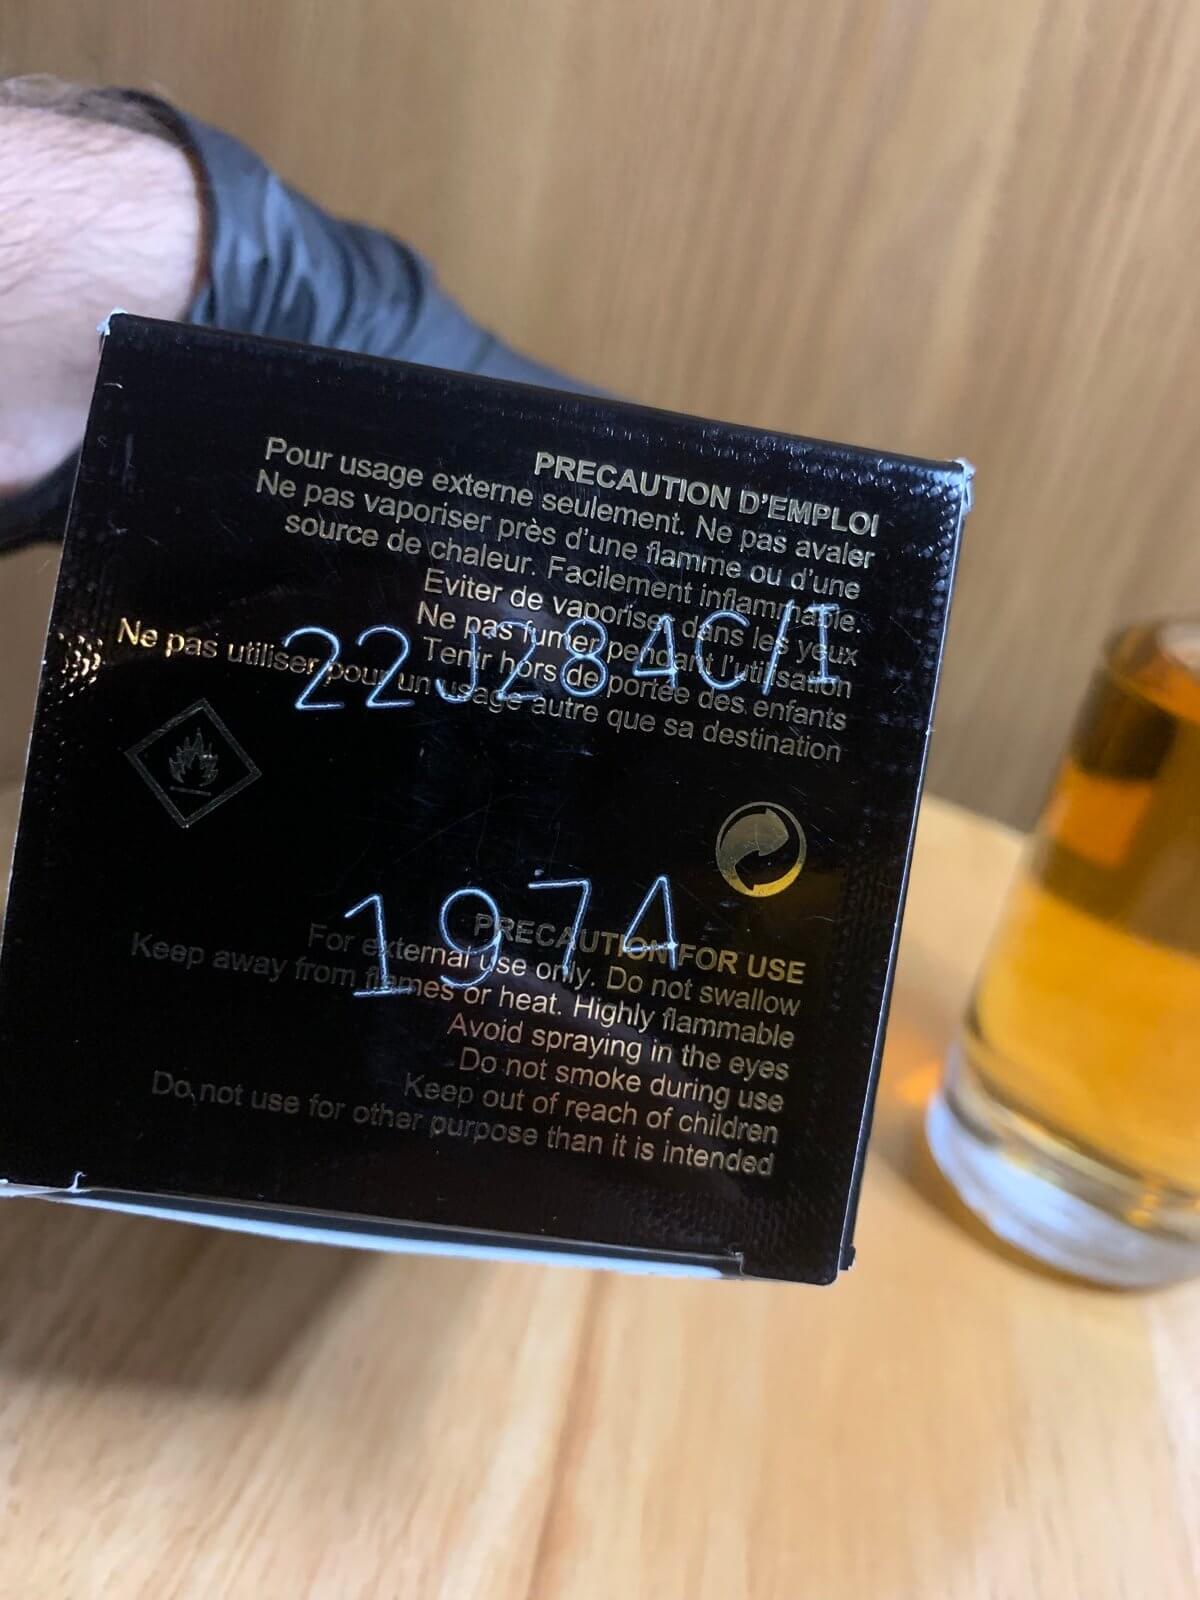 PRECAUTION D'EMPLOI
Pour usage externe seulement. Ne pas avaler
Ne pas vaporiser près d'une flamme ou d'une
source de chaleur. Facilement inflammable.
Eviter de vaporiser dans les yeux
Ne pas fumer pendant l'utilisation
Tenir hors de portée des enfants
Ne pas utiliser pour un usage autre que sa destination
22J284C/I
1974
PRECAUTION FOR USE
For external use only. Do not swallow
Keep away from flames or heat. Highly flammable
Avoid spraying in the eyes
Do not smoke during use
Keep out of reach of children
Do not use for other purpose than it is intended